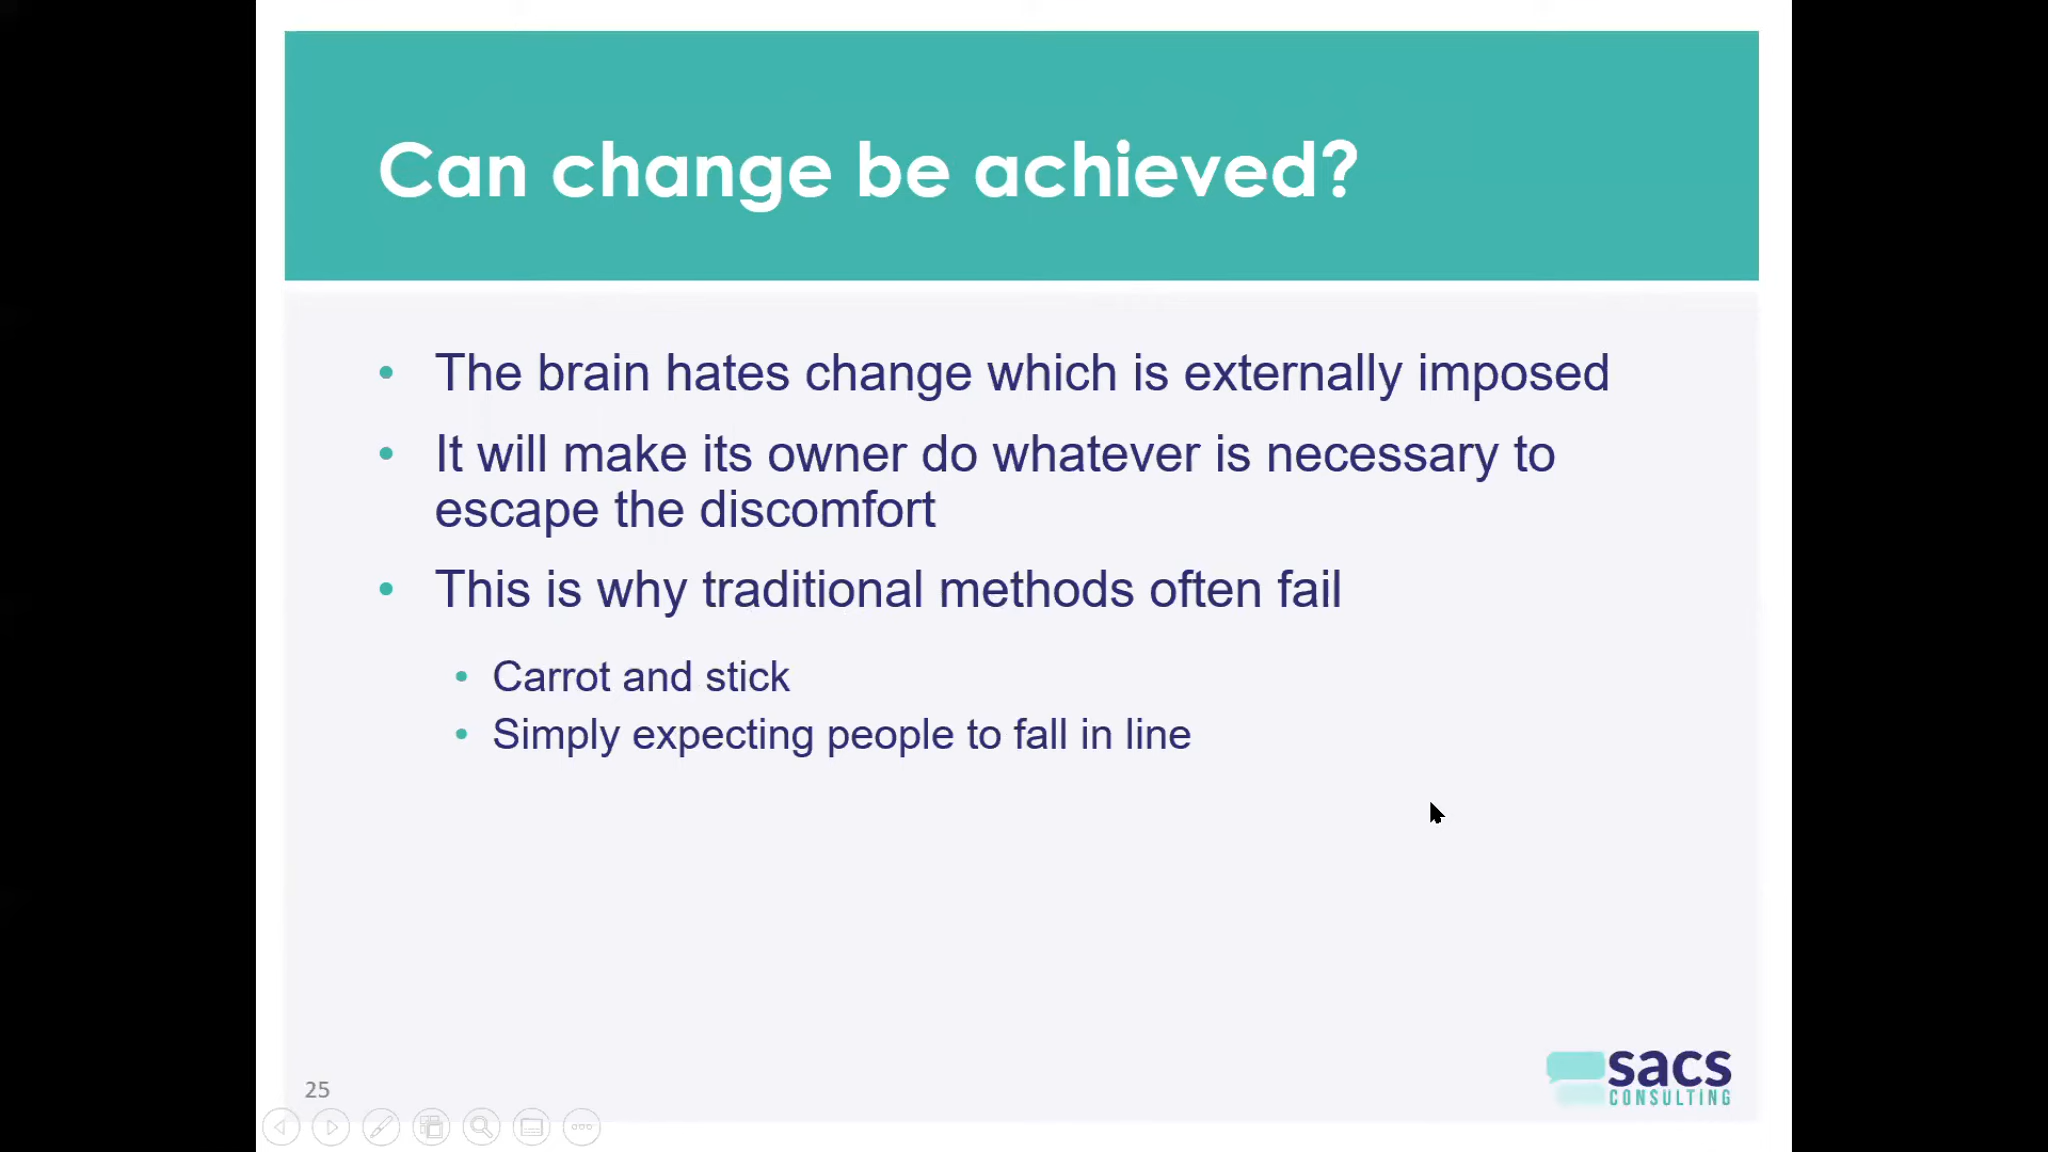 Can change be achieved?
• The brain hates change which is externally imposed
• It will make its owner do whatever is necessary to
escape the discomfort
• This is why traditional methods often fail
• Carrot and stick
• Simply expecting people to fall in line
sacs
CONSULTING
25